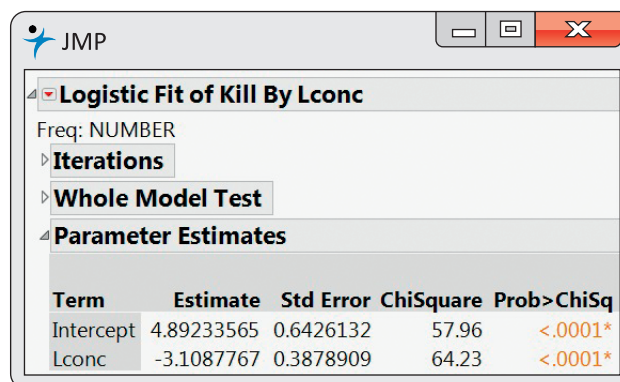 JMP
Logistic Fit of Kill By Lconc
Freq: NUMBER
Iterations
Whole Model Test
Parameter Estimates
Term Estimate Std Error ChiSquare Prob>ChiSq
Intercept 4.89233565 0.6426132 57.96 <.0001*
Lconc -3.1087767 0.3878909 64.23 <.0001*